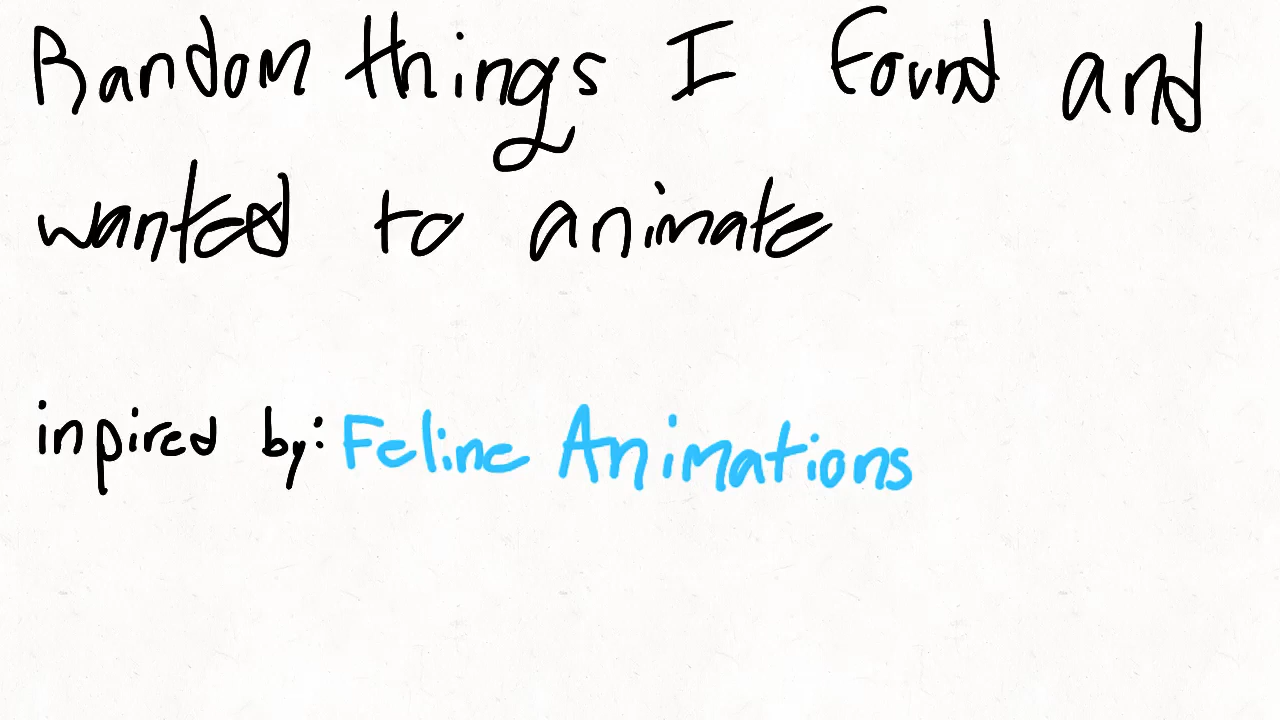 Random things I found and
wanted to animate
inpired by: Feline Animations